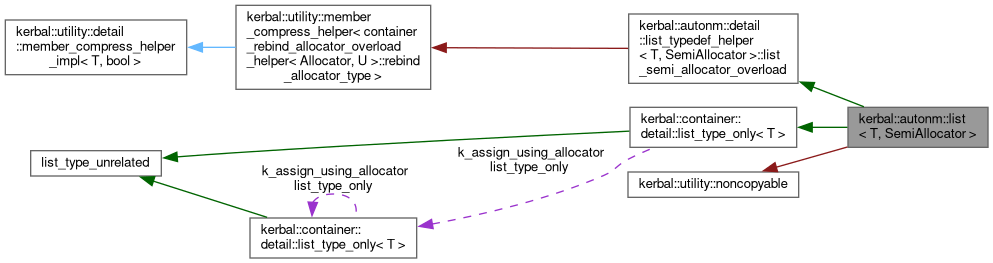 kerbal::utility::detail
::member_compress_helper
_impl< T, bool >
kerbal::utility::member
_compress_helper< container
_rebind_allocator_overload
_helper< Allocator, U >::rebind
_allocator_type >
kerbal::autonm::detail
::list_typedef_helper
< T, SemiAllocator >::list
_semi_allocator_overload
kerbal::container::
detail::list_type_only< T >
kerbal::autonm::list
< T, SemiAllocator >
list_type_unrelated
k_assign_using_allocator
list_type_only
k_assign_using_allocator
list_type_only
kerbal::utility::noncopyable
kerbal::container::
detail::list_type_only< T >